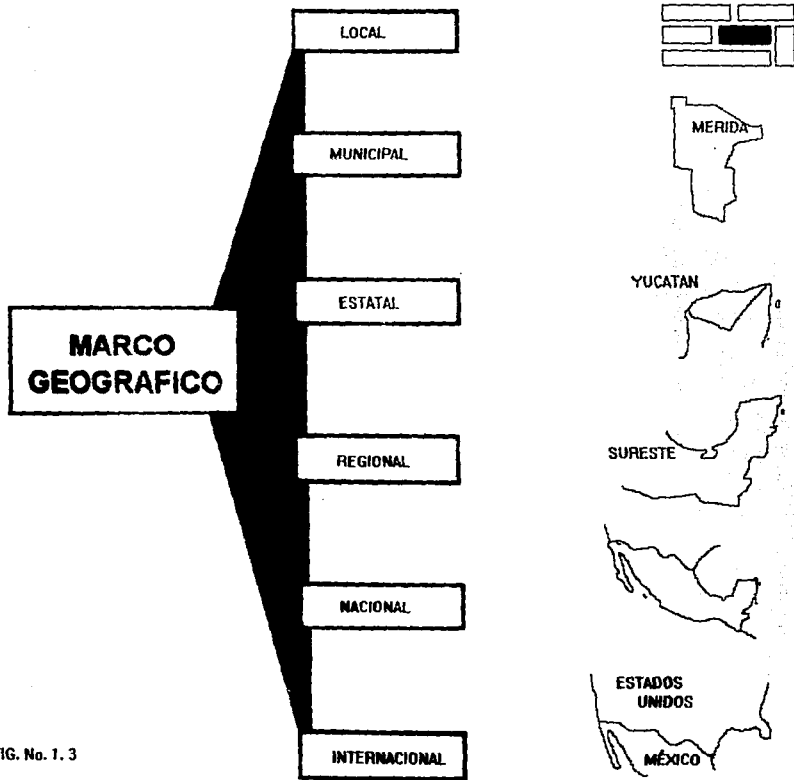 LOCAL
MUNICIPAL
MERIDA
ESTATAL
YUCATAN
MARCO
GEOGRAFICO
REGIONAL
SURESTE
NACIONAL
ESTADOS
UNIDOS
INTERNACIONAL
MÉXICO
IG. No. 1. 3